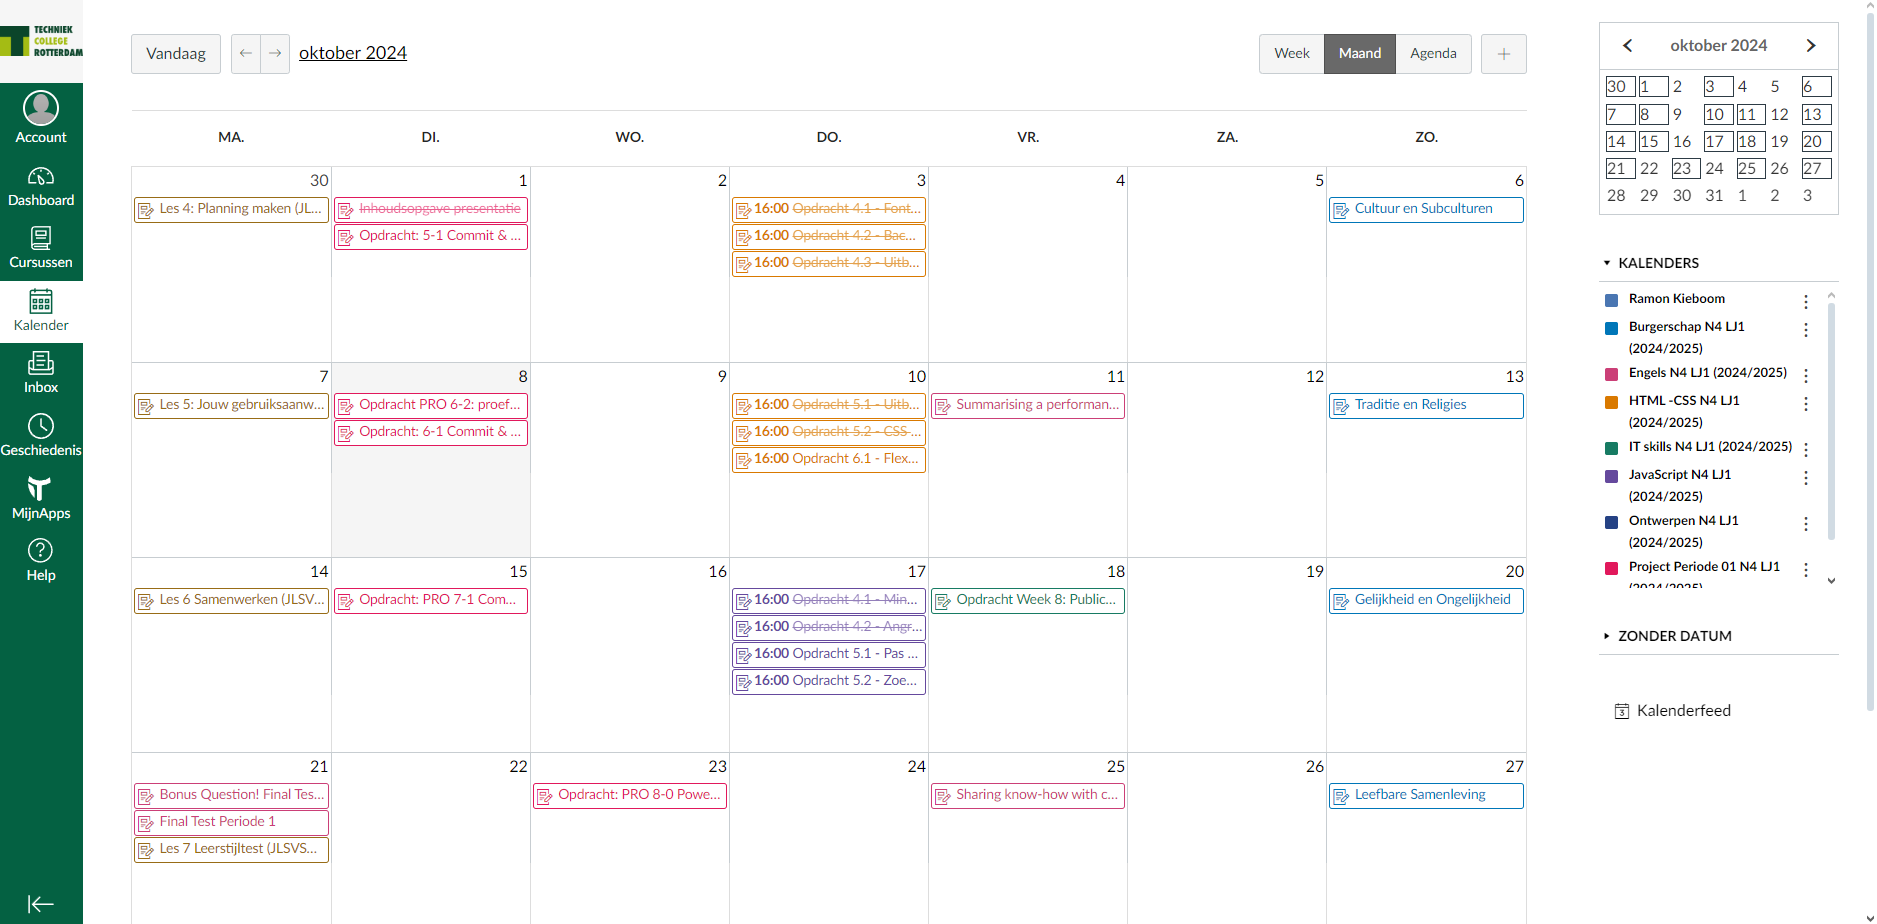 TECHNIEK
COLLEGE
ROTTERDAM
Account
Dashboard
Cursussen
Kalender
Inbox
Geschiedenis
MijnApps
Help
Vandaag
oktober 2024
Week Maand Agenda
MA. DI. WO. DO. VR. ZA. ZO.
30 1 2 3 4 5 6
Les 4: Planning maken (JL...
Inhoudsopgave presentatie
Opdracht: 5-1 Commit & ...
16:00 Opdracht 4.1 - Font...
16:00 Opdracht 4.2 - Bac...
16:00 Opdracht 4.3 - Uitb...
Cultuur en Subculturen
7 8 9 10 11 12 13
Les 5: Jouw gebruiksaanw...
Opdracht PRO 6-2: proef...
Opdracht: 6-1 Commit & ...
16:00 Opdracht 5.1 - Uitb...
16:00 Opdracht 5.2 - CSS-...
16:00 Opdracht 6.1 - Flex...
Summarising a performan...
Traditie en Religies
14 15 16 17 18 19 20
Les 6 Samenwerken (JLSV...
Opdracht: PRO 7-1 Com...
16:00 Opdracht 4.1 - Min...
16:00 Opdracht 4.2 - Angr...
16:00 Opdracht 5.1 - Pas ...
16:00 Opdracht 5.2 - Zoe...
Opdracht Week 8: Public...
Gelijkheid en Ongelijkheid
21 22 23 24 25 26 27
Bonus Question! Final Tes...
Final Test Periode 1
Les 7 Leerstijltest (JLSVS...
Opdracht: PRO 8-0 Powe...
Sharing know-how with c...
Leefbare Samenleving
oktober 2024
30 1 2 3 4 5 6
7 8 9 10 11 12 13
14 15 16 17 18 19 20
21 22 23 24 25 26 27
28 29 30 31 1 2 3
KALENDERS
Ramon Kieboom
Burgerschap N4 LJ1
(2024/2025)
Engels N4 LJ1 (2024/2025)
HTML -CSS N4 LJ1
(2024/2025)
IT skills N4 LJ1 (2024/2025)
JavaScript N4 LJ1
(2024/2025)
Ontwerpen N4 LJ1
(2024/2025)
Project Periode 01 N4 LJ1
(2024/2025)
ZONDER DATUM
3
Kalenderfeed